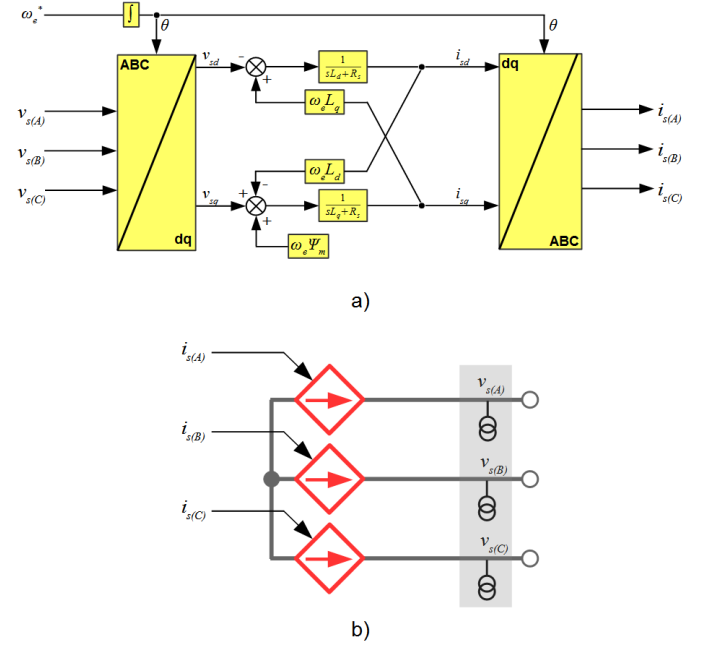 ω_e* ∫ θ θ
ABC v_sd - + 1/(sL_d+R_s) i_sd dq
ω_e L_q
v_s(A) i_s(A)
v_s(B) i_s(B)
ω_e L_d
v_s(C) v_sq + - + 1/(sL_q+R_s) i_sq i_s(C)
dq ω_e Ψ_m ABC
a)
i_s(A)
v_s(A)
i_s(B)
v_s(B)
i_s(C)
v_s(C)
b)